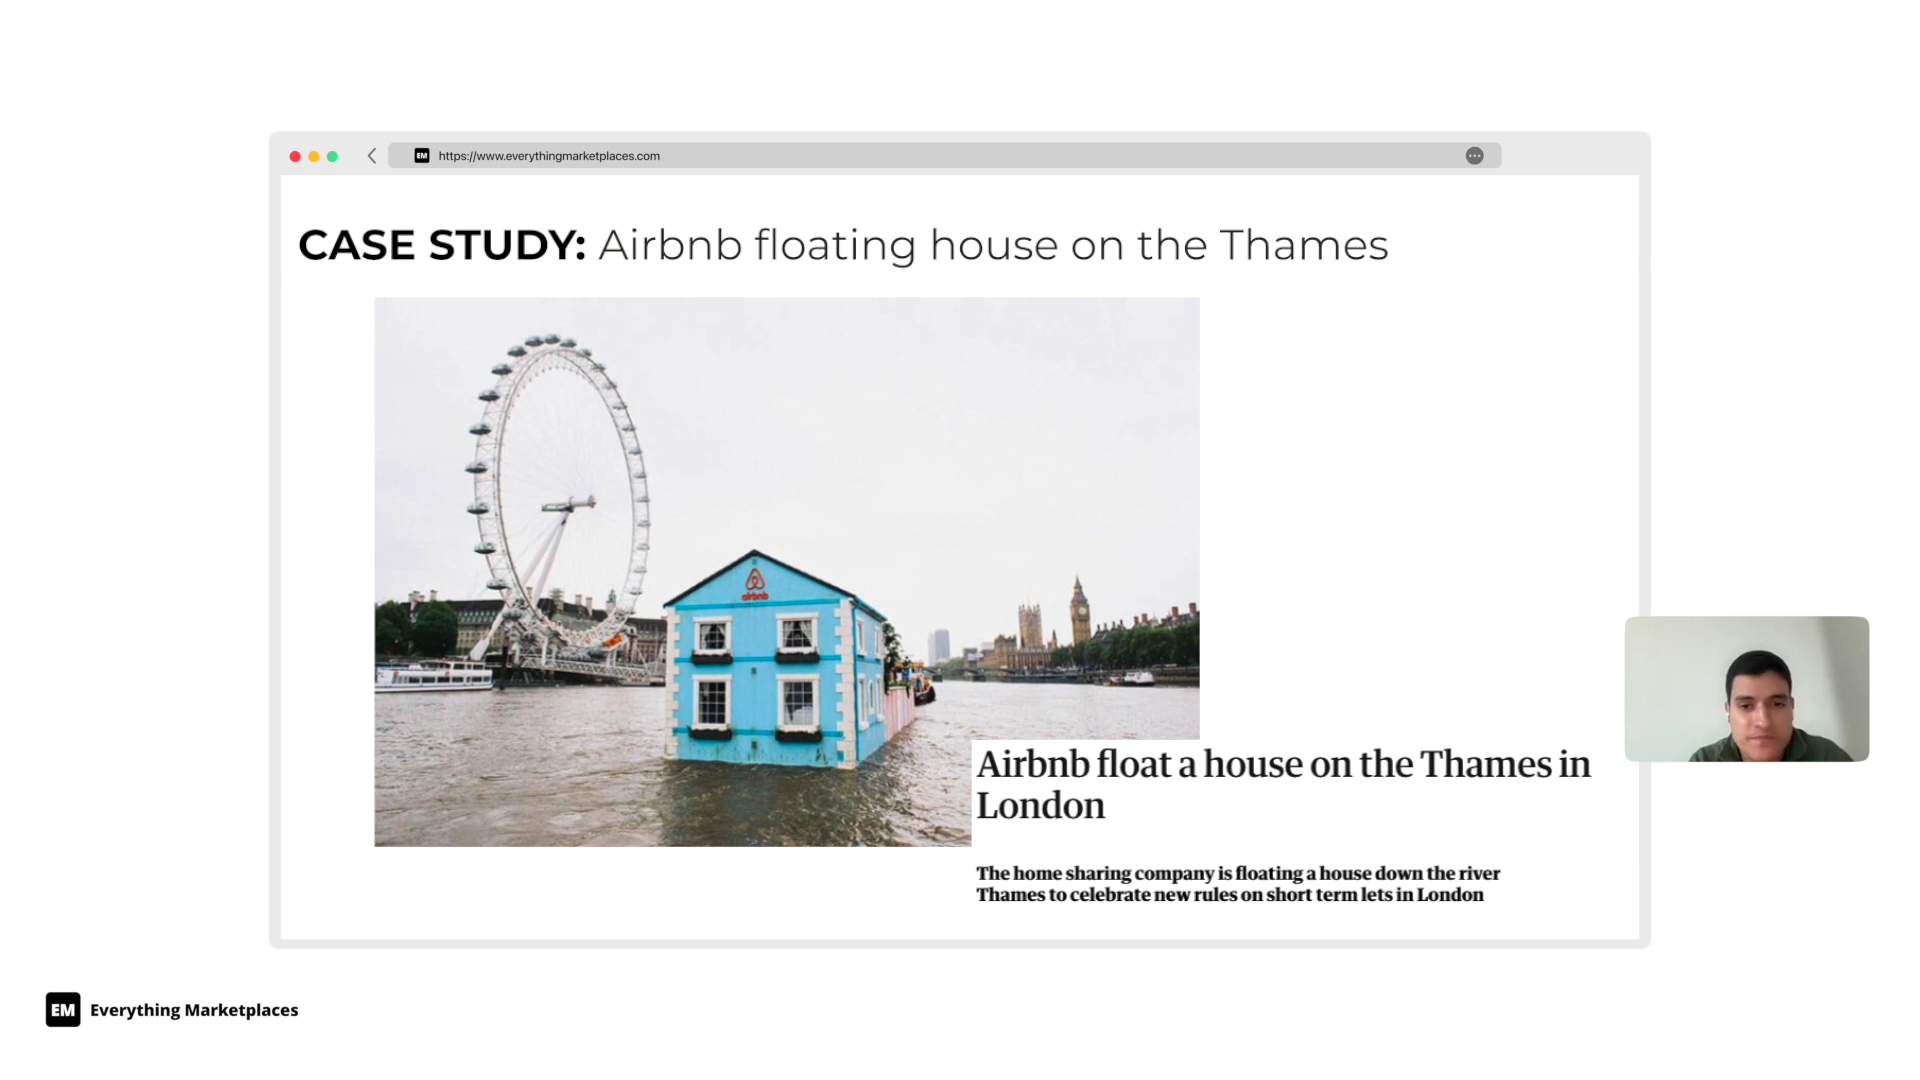 EM https://www.everythingmarketplaces.com
CASE STUDY: Airbnb floating house on the Thames
airbnb
Airbnb float a house on the Thames in
London
The home sharing company is floating a house down the river
Thames to celebrate new rules on short term lets in London
EM Everything Marketplaces